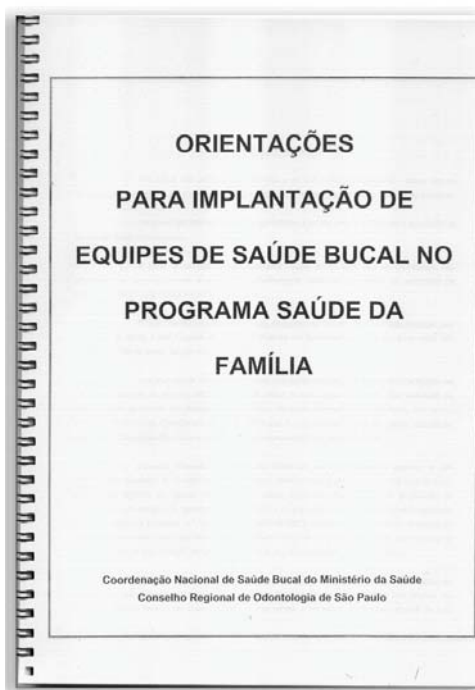 ORIENTAÇÕES
PARA IMPLANTAÇÃO DE
EQUIPES DE SAÚDE BUCAL NO
PROGRAMA SAÚDE DA
FAMÍLIA
Coordenação Nacional de Saúde Bucal do Ministério da Saúde
Conselho Regional de Odontologia de São Paulo